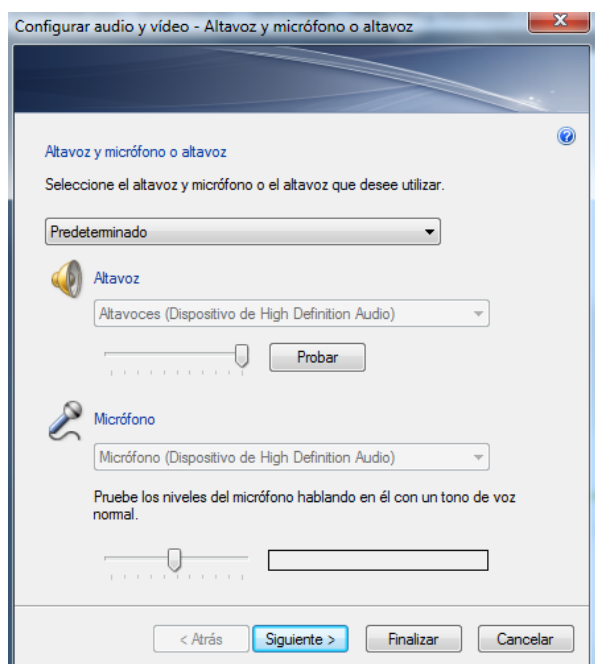 Configurar audio y vídeo - Altavoz y micrófono o altavoz
Altavoz y micrófono o altavoz
Seleccione el altavoz y micrófono o el altavoz que desee utilizar.
Predeterminado
Altavoz
Altavoces (Dispositivo de High Definition Audio)
Probar
Micrófono
Micrófono (Dispositivo de High Definition Audio)
Pruebe los niveles del micrófono hablando en él con un tono de voz
normal.
< Atrás Siguiente > Finalizar Cancelar